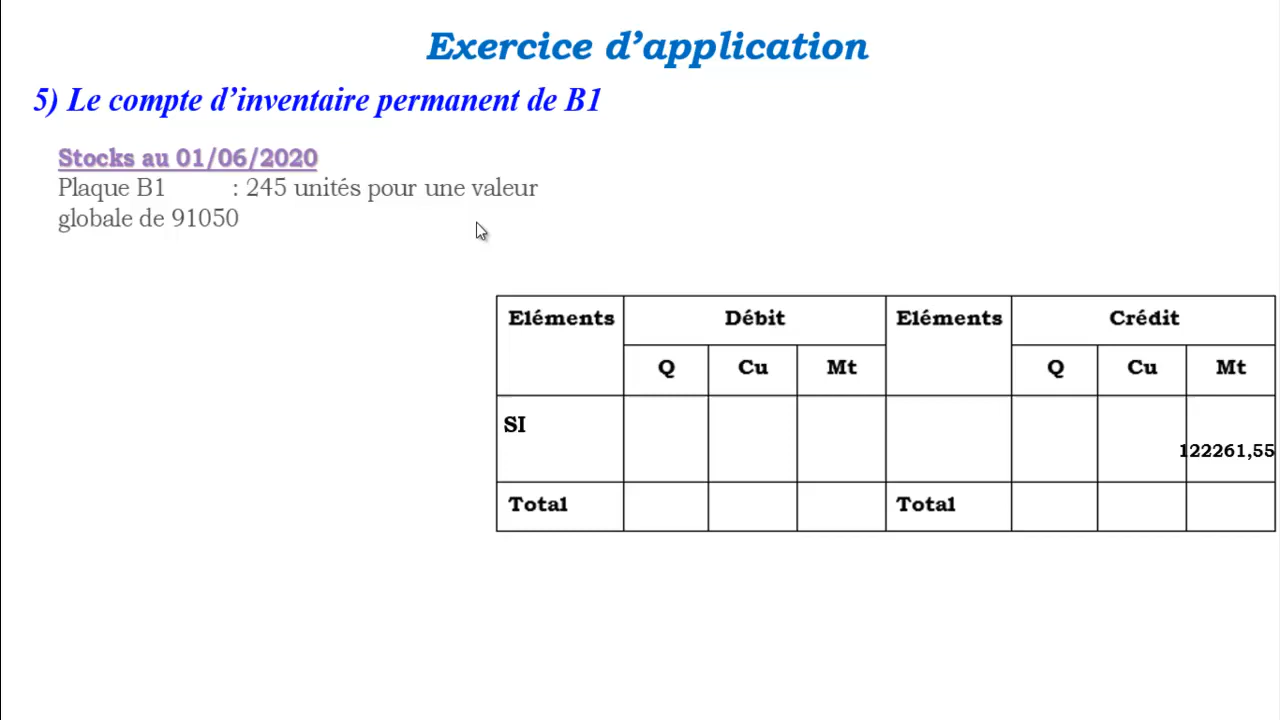 Exercice d’application
5) Le compte d’inventaire permanent de B1
Stocks au 01/06/2020
Plaque B1 : 245 unités pour une valeur
globale de 91050
Eléments Débit Eléments Crédit
Q Cu Mt Q Cu Mt
SI
122261,55
Total Total